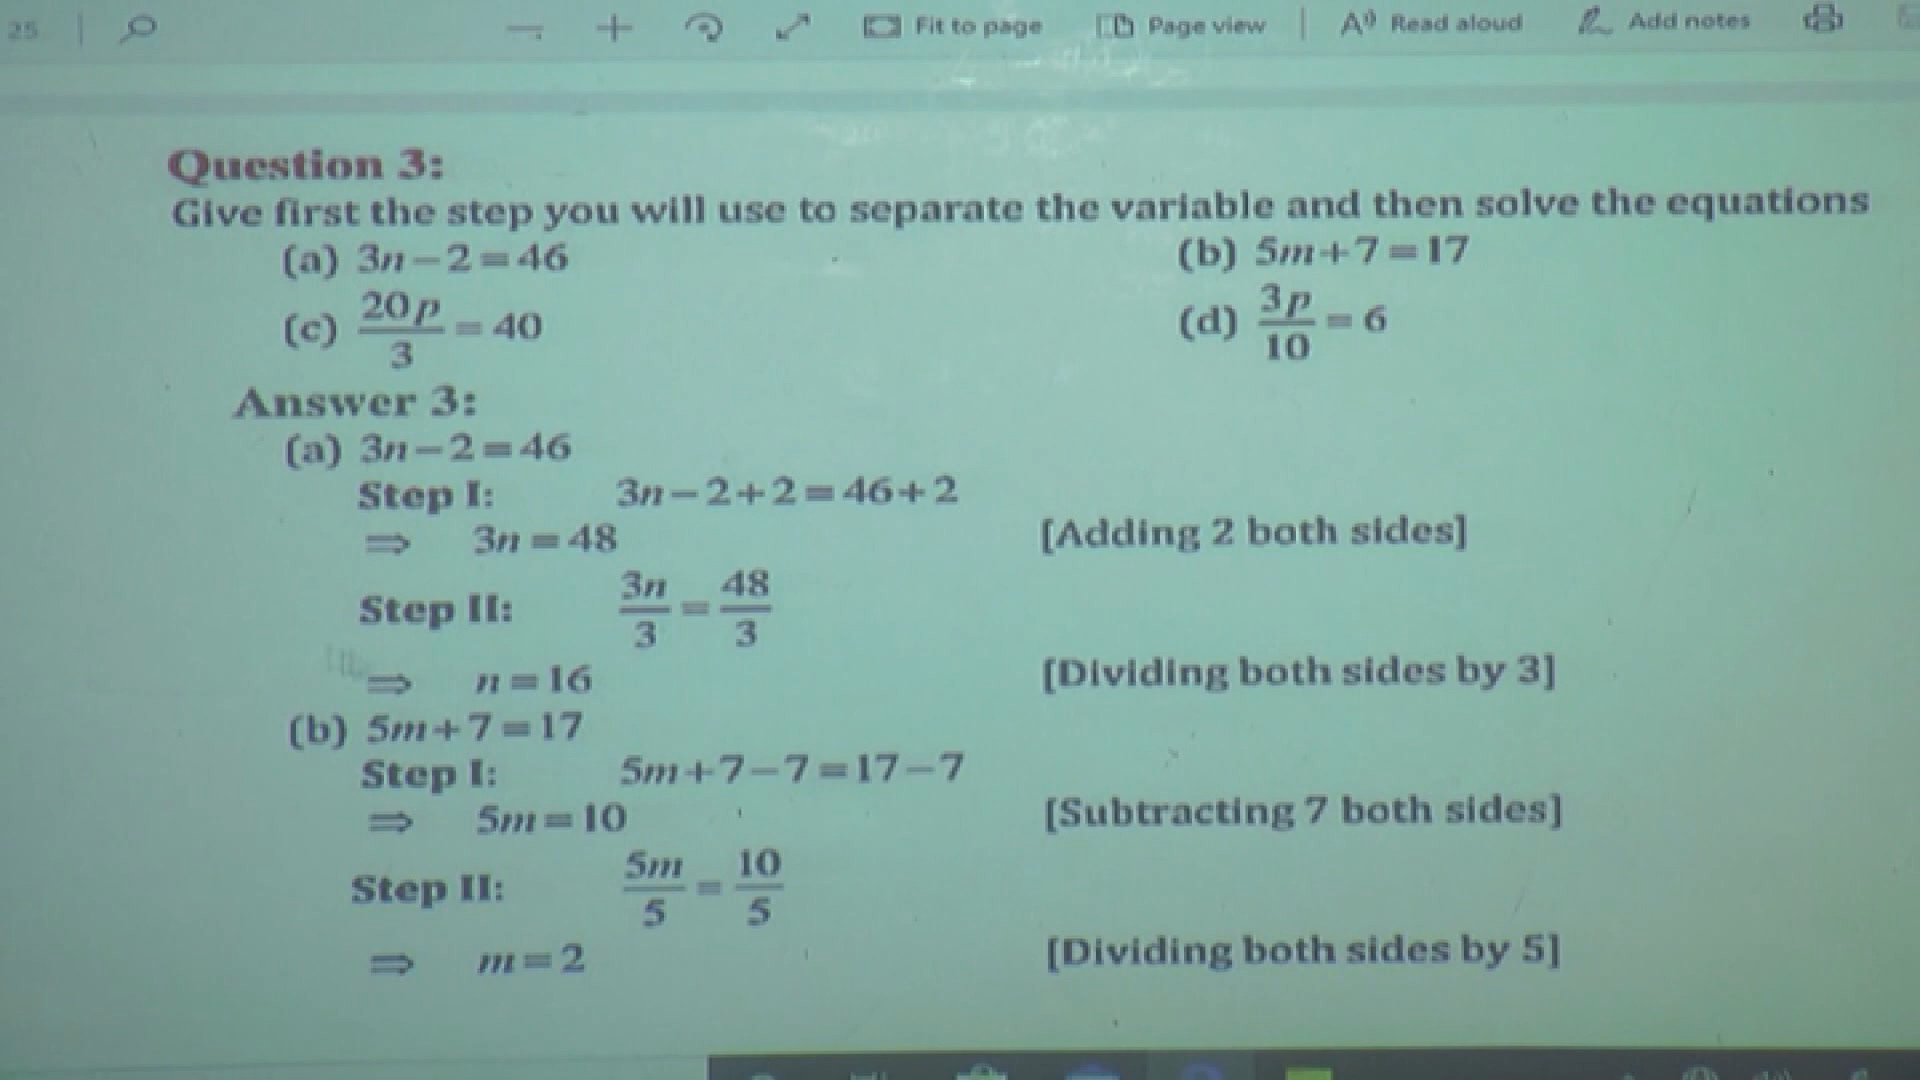 25 Fit to page Page view Read aloud Add notes
Question 3:
Give first the step you will use to separate the variable and then solve the equations
(a) 3n − 2 = 46 (b) 5m + 7 = 17
(c) 20p/3 = 40 (d) 3p/10 = 6
Answer 3:
(a) 3n − 2 = 46
Step I: 3n − 2 + 2 = 46 + 2
⇒ 3n = 48 [Adding 2 both sides]
Step II: 3n/3 = 48/3
⇒ n = 16 [Dividing both sides by 3]
(b) 5m + 7 = 17
Step I: 5m + 7 − 7 = 17 − 7
⇒ 5m = 10 [Subtracting 7 both sides]
Step II: 5m/5 = 10/5
⇒ m = 2 [Dividing both sides by 5]